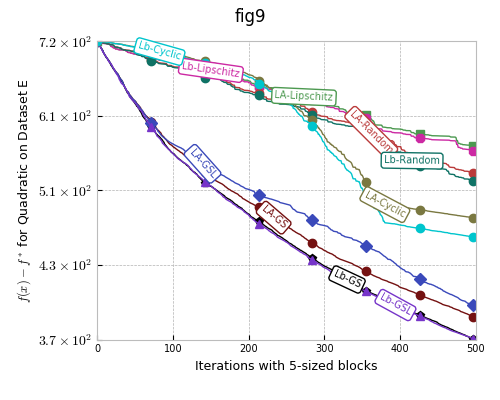 fig9
f(x) − f* for Quadratic on Dataset E
7.2 × 10²
6.1 × 10²
5.1 × 10²
4.3 × 10²
3.7 × 10²
Lb-Cyclic
Lb-Lipschitz
LA-Lipschitz
LA-Random
Lb-Random
LA-GSL
LA-Cyclic
LA-GS
Lb-GS
Lb-GSL
0 100 200 300 400 500
Iterations with 5-sized blocks